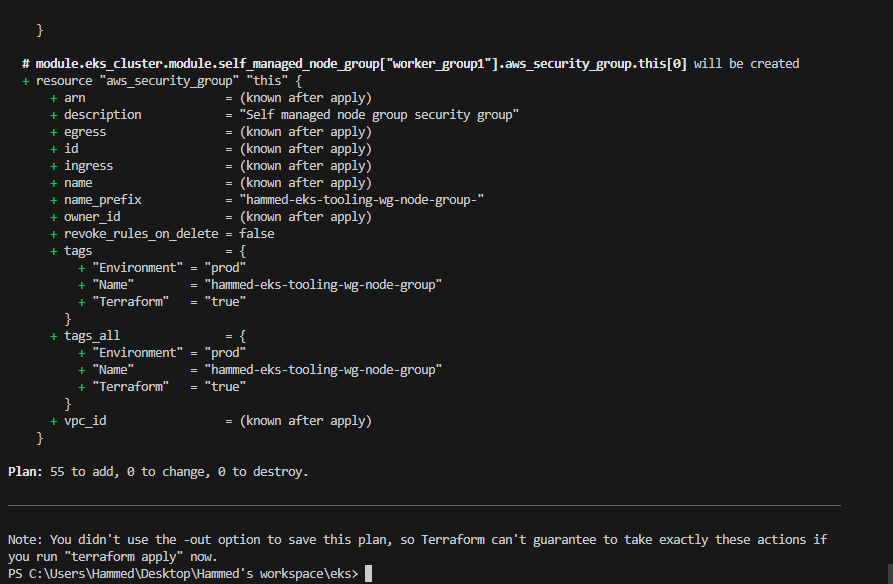 }

  # module.eks_cluster.module.self_managed_node_group["worker_group1"].aws_security_group.this[0] will be created
  + resource "aws_security_group" "this" {
      + arn                    = (known after apply)
      + description            = "Self managed node group security group"
      + egress                 = (known after apply)
      + id                     = (known after apply)
      + ingress                = (known after apply)
      + name                   = (known after apply)
      + name_prefix            = "hammed-eks-tooling-wg-node-group-"
      + owner_id               = (known after apply)
      + revoke_rules_on_delete = false
      + tags                   = {
          + "Environment" = "prod"
          + "Name"        = "hammed-eks-tooling-wg-node-group"
          + "Terraform"   = "true"
        }
      + tags_all               = {
          + "Environment" = "prod"
          + "Name"        = "hammed-eks-tooling-wg-node-group"
          + "Terraform"   = "true"
        }
      + vpc_id                 = (known after apply)
    }

Plan: 55 to add, 0 to change, 0 to destroy.

Note: You didn't use the -out option to save this plan, so Terraform can't guarantee to take exactly these actions if
you run "terraform apply" now.
PS C:\Users\Hammed\Desktop\Hammed's workspace\eks>